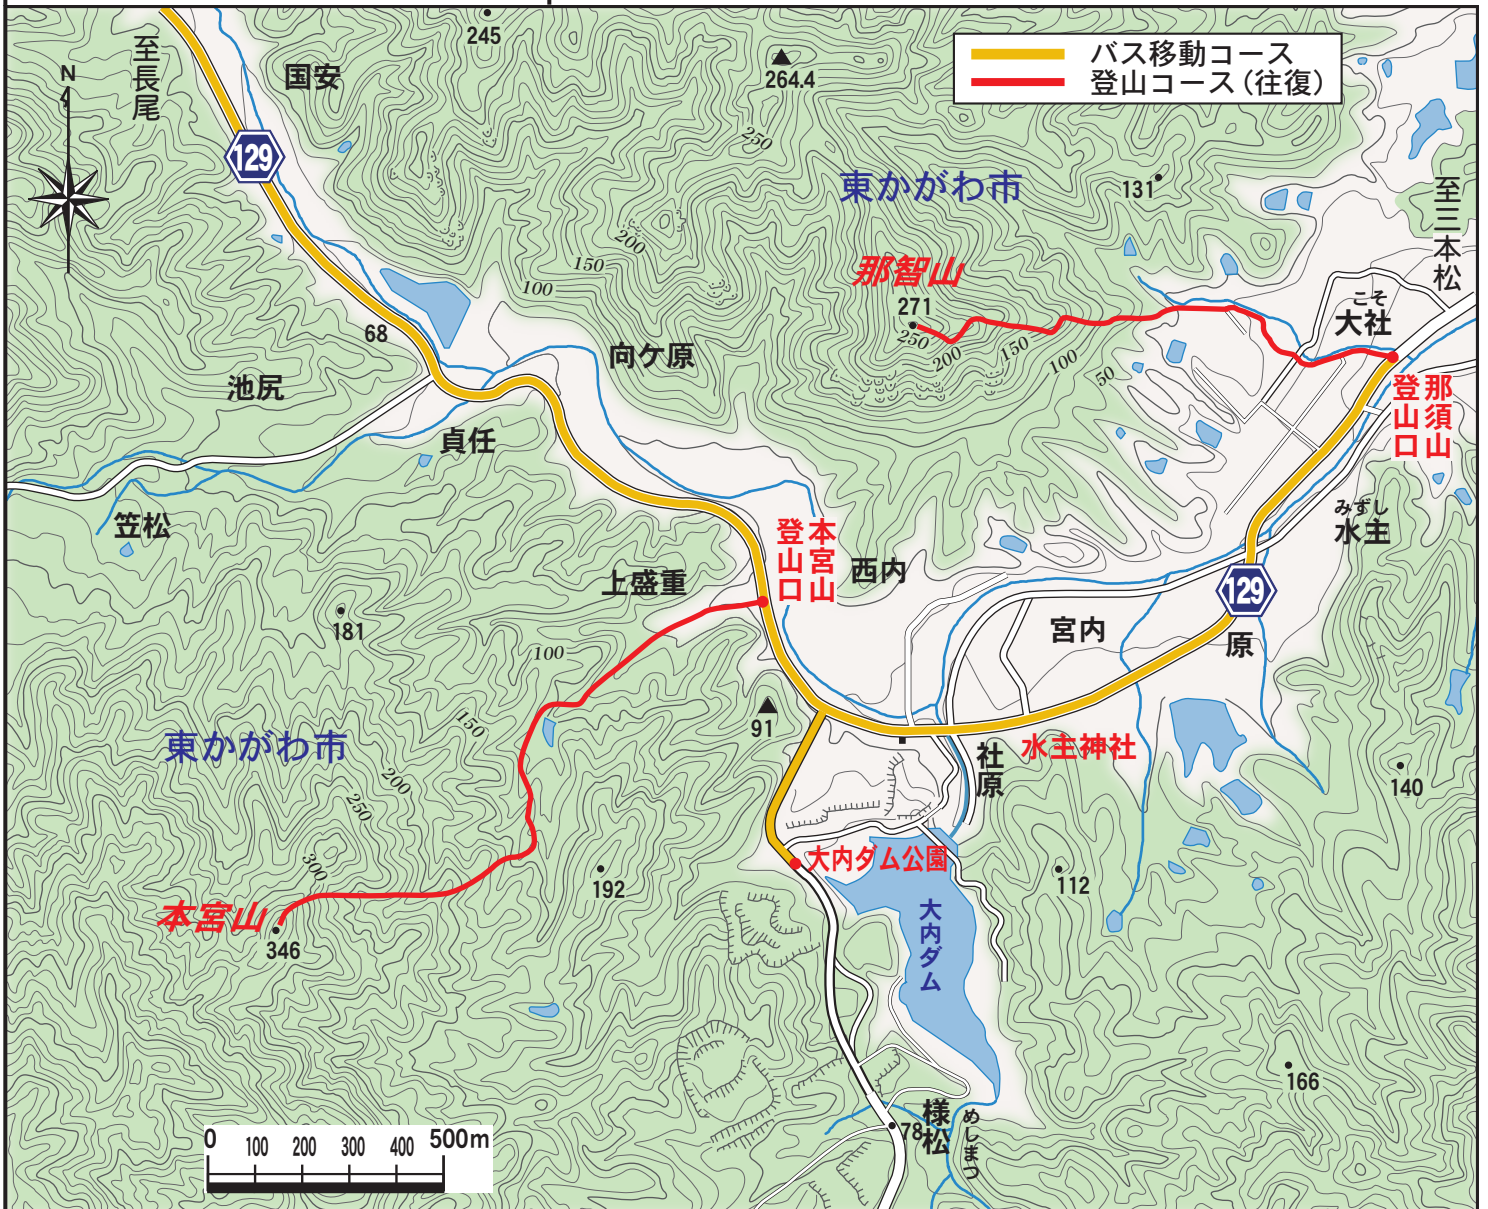 245
264.4
バス移動コース
登山コース（往復）
至長尾
N
国安
129
250
東かがわ市
131
至三本松
200
150
100
那智山
271
250
200
150
100
50
こそ
大社
68
向ケ原
池尻
貞任
那須山
登山口
笠松
本宮山
登山口
みずし
水主
西内
上盛重
129
181
宮内
原
100
150
91
東かがわ市
水主神社
社原
200
250
140
300
大内ダム公園
192
112
本宮山
346
大内ダム
166
様松
めしまつ
78
0 100 200 300 400 500m